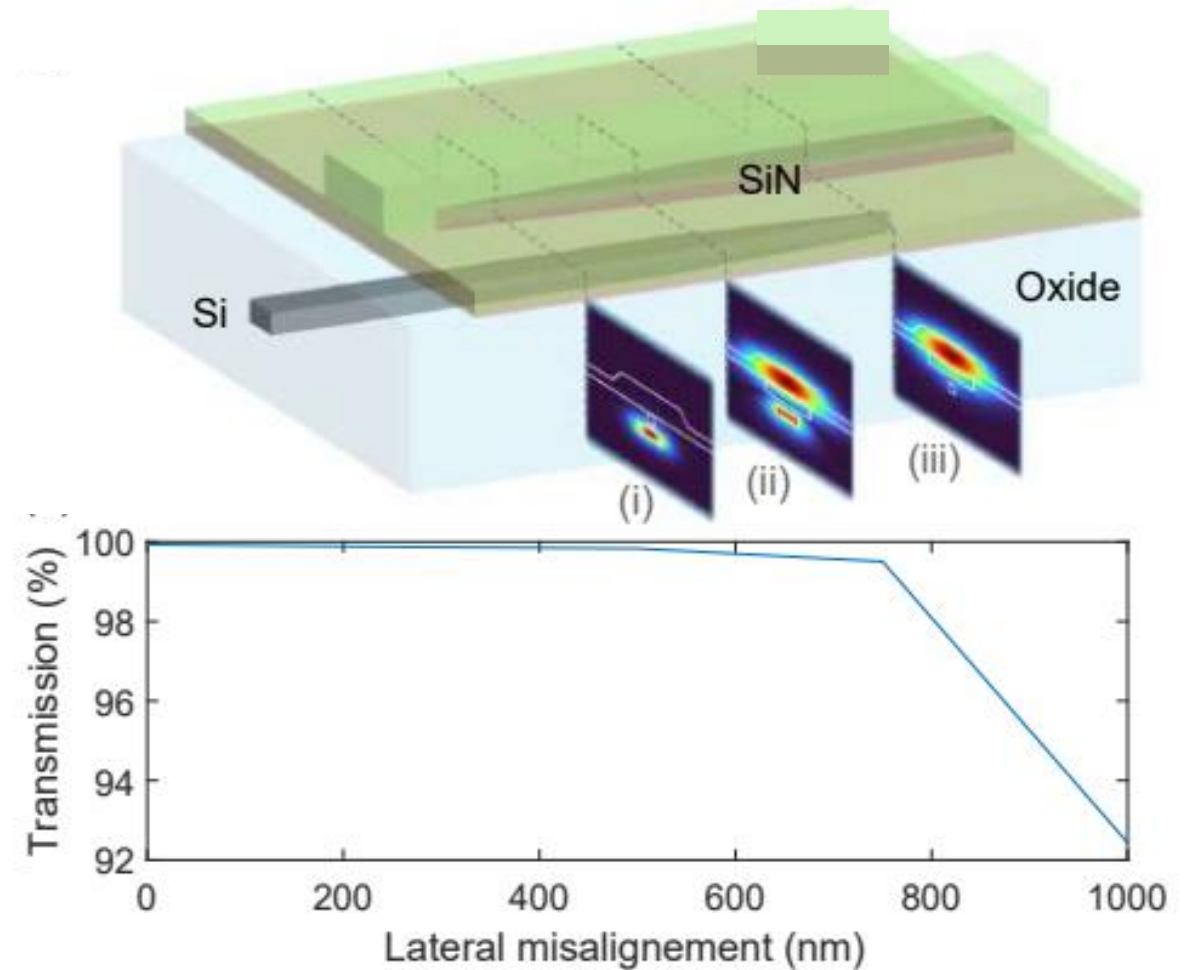 SiN
Si
Oxide
(i)
(ii)
(iii)
Transmission (%)
100
98
96
94
92
0 200 400 600 800 1000
Lateral misalignement (nm)